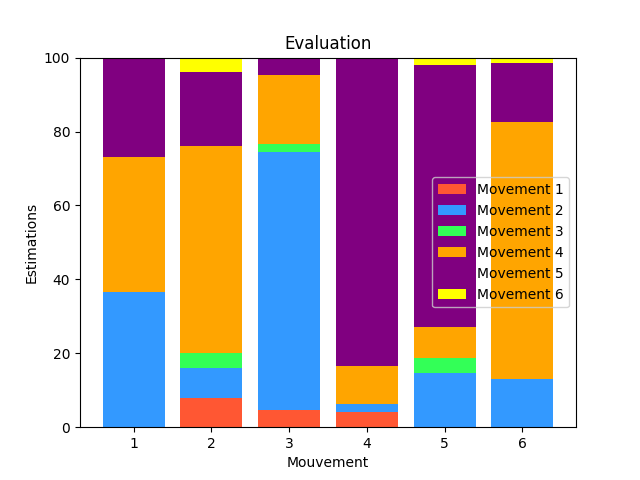 Evaluation
100
80
60
40
20
0
Estimations
1 2 3 4 5 6
Mouvement
Movement 1
Movement 2
Movement 3
Movement 4
Movement 5
Movement 6